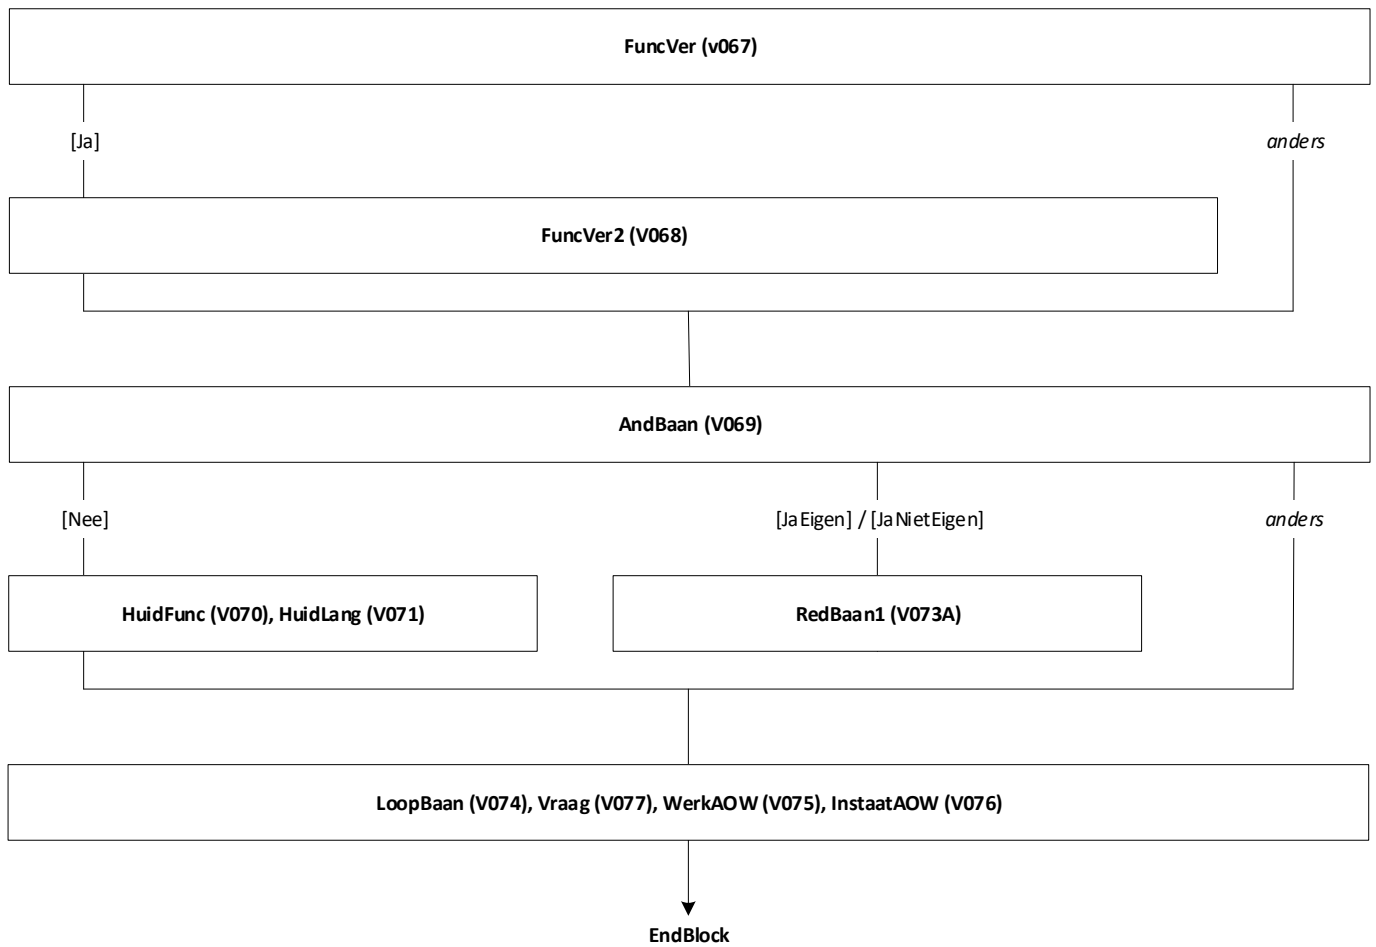 FuncVer (v067)
[Ja]
anders
FuncVer2 (V068)
AndBaan (V069)
[Nee]
[JaEigen] / [JaNietEigen]
anders
HuidFunc (V070), HuidLang (V071)
RedBaan1 (V073A)
LoopBaan (V074), Vraag (V077), WerkAOW (V075), InstaatAOW (V076)
EndBlock